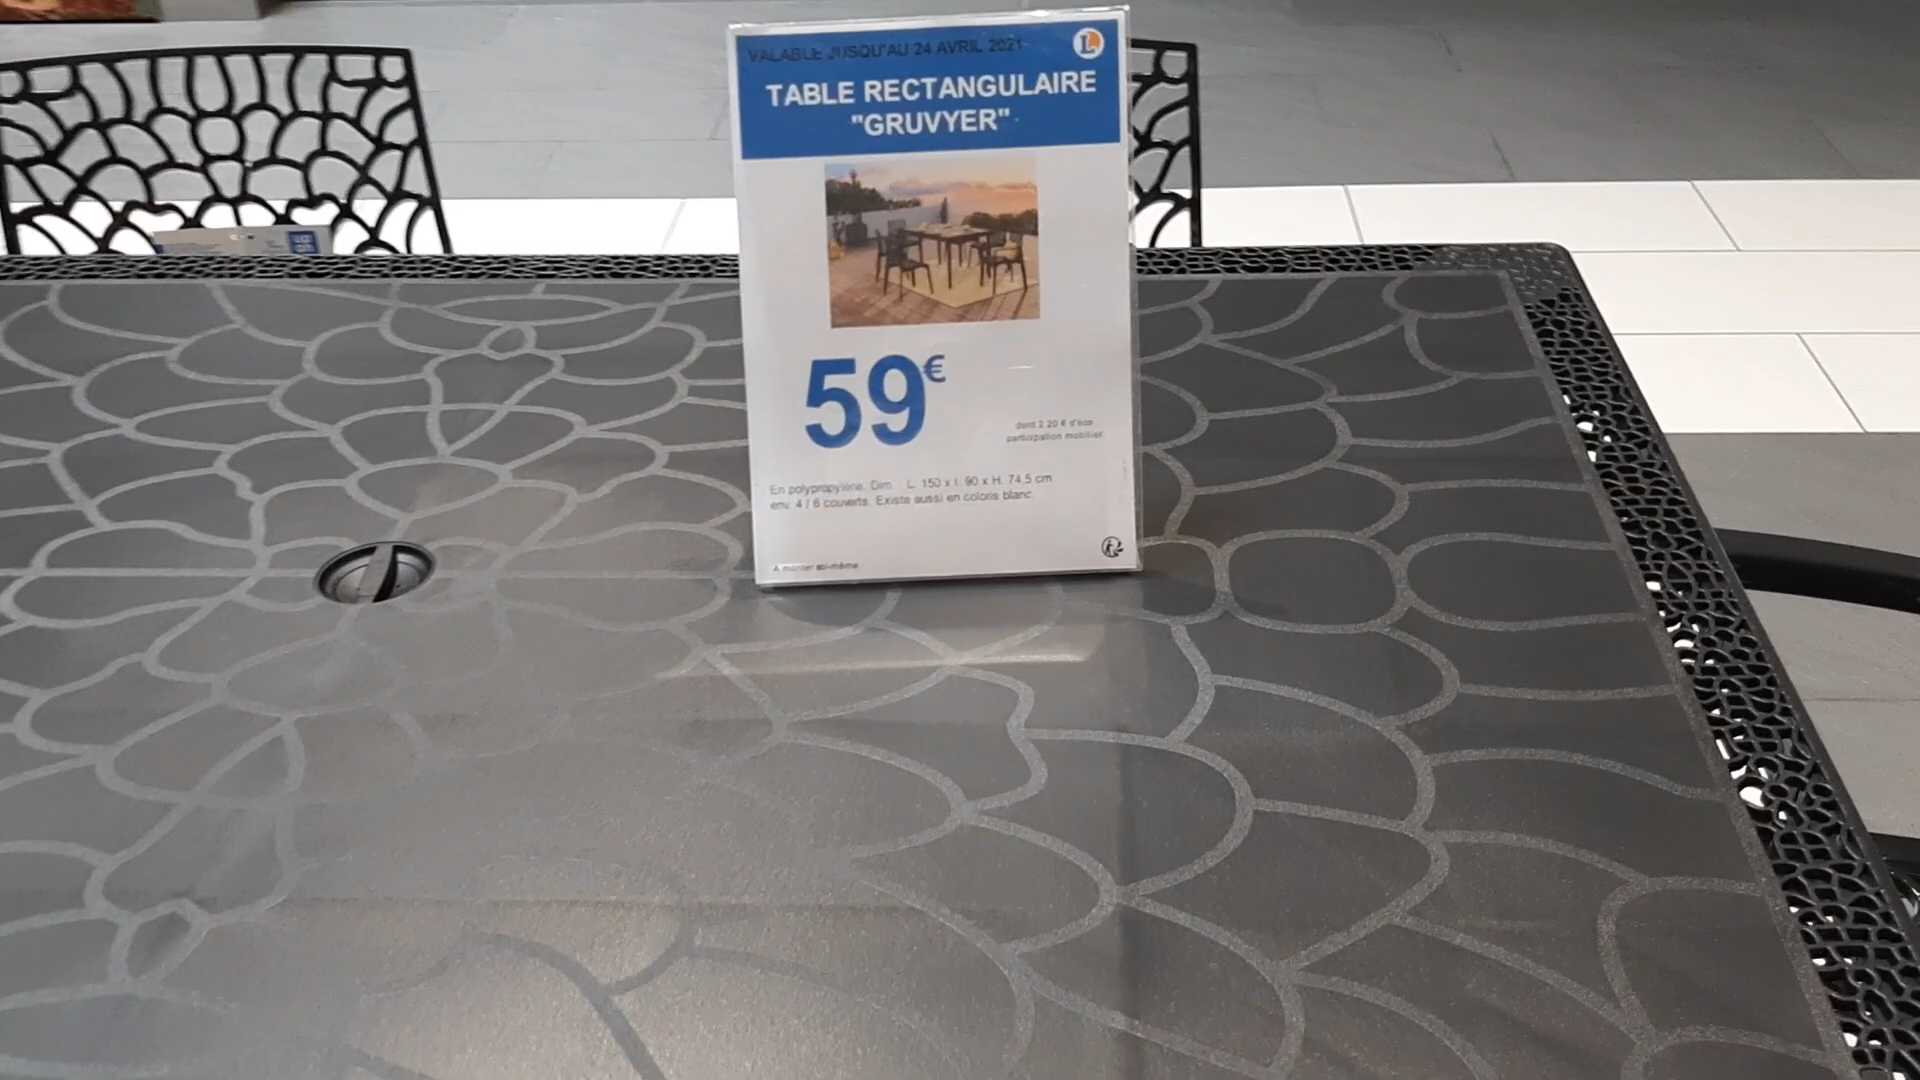 VALABLE JUSQU'AU 24 AVRIL 2021
L
TABLE RECTANGULAIRE
"GRUVYER"
59€
dont 2.20 € d'éco
participation mobilier
En polypropylène. Dim. L. 150 x l. 90 x H. 74,5 cm
env. 4 / 6 couverts. Existe aussi en coloris blanc.
A monter soi-même.